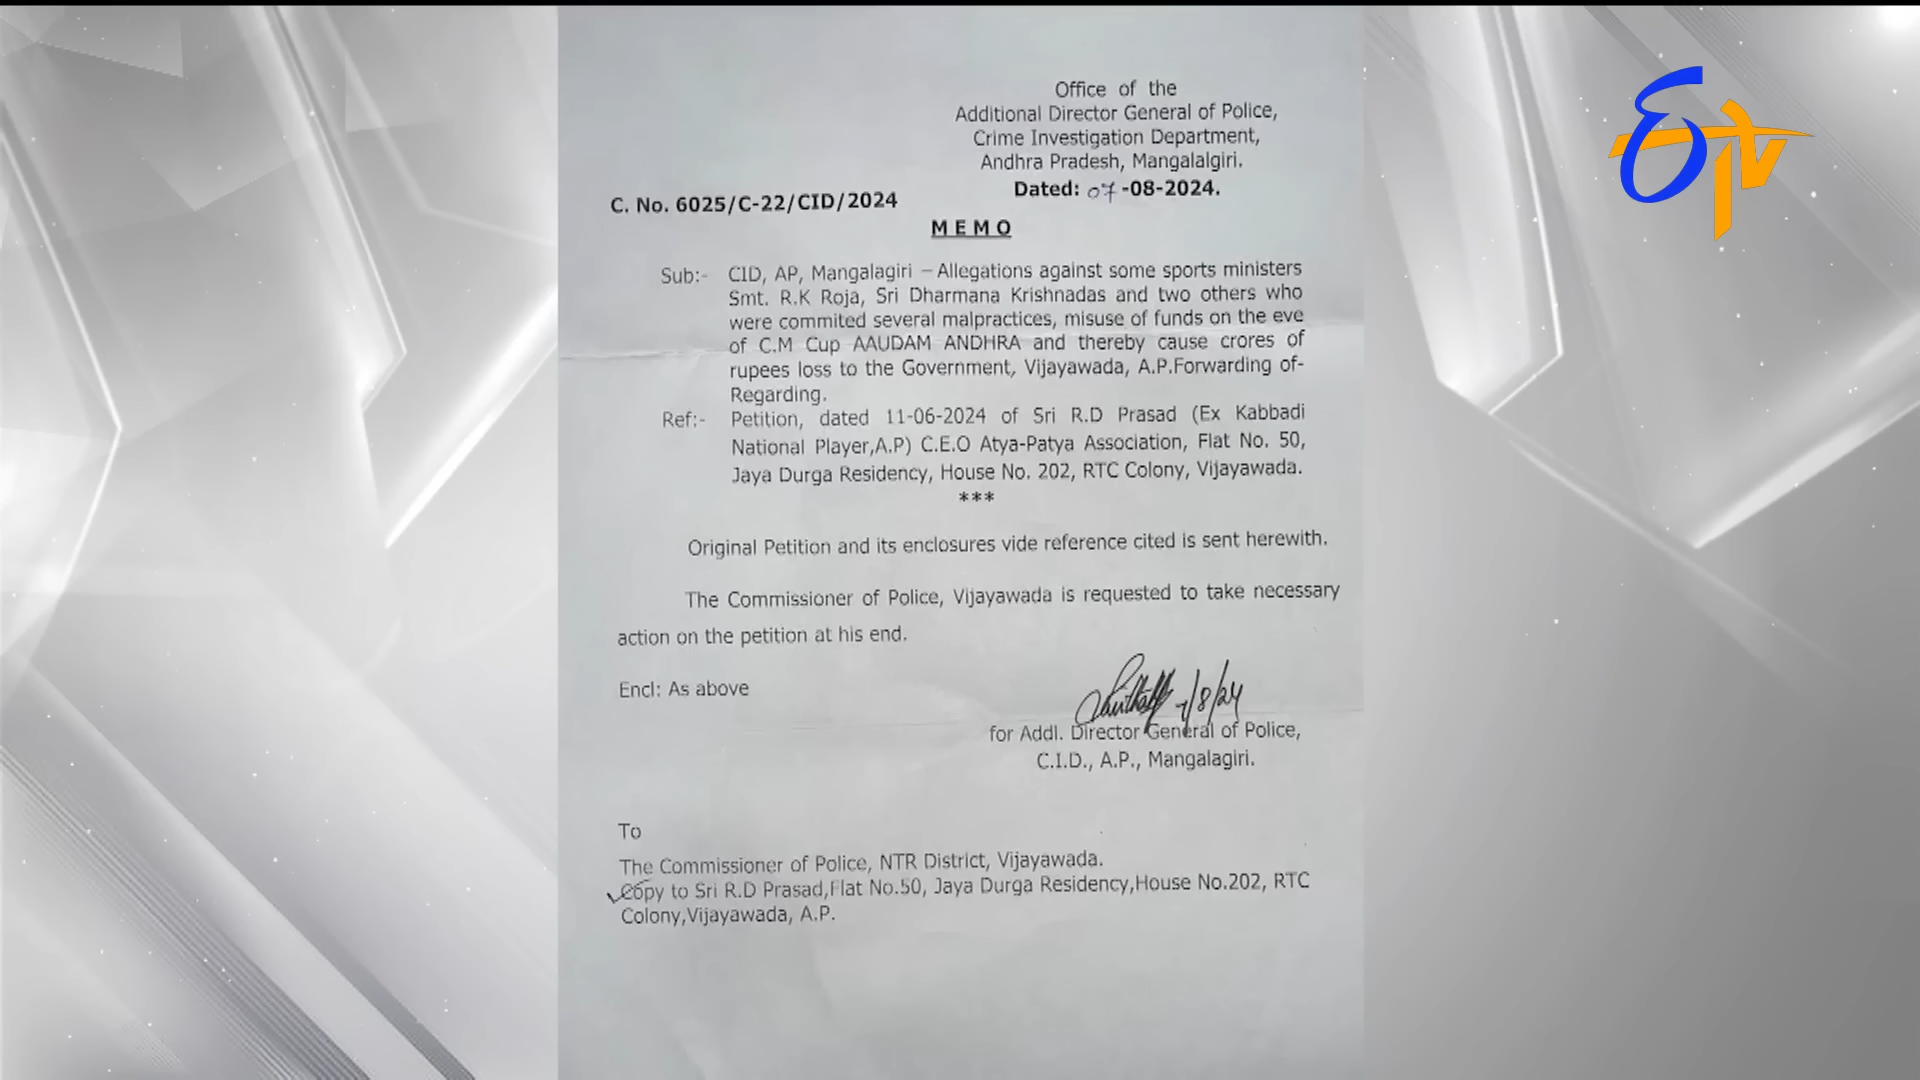 ETV
Office of the
Additional Director General of Police,
Crime Investigation Department,
Andhra Pradesh, Mangalalgiri.
Dated: 07-08-2024.
C. No. 6025/C-22/CID/2024
MEMO
Sub:- CID, AP, Mangalagiri – Allegations against some sports ministers
Smt. R.K Roja, Sri Dharmana Krishnadas and two others who
were commited several malpractices, misuse of funds on the eve
of C.M Cup AAUDAM ANDHRA and thereby cause crores of
rupees loss to the Government, Vijayawada, A.P.Forwarding of-
Regarding.
Ref:- Petition, dated 11-06-2024 of Sri R.D Prasad (Ex Kabbadi
National Player,A.P) C.E.O Atya-Patya Association, Flat No. 50,
Jaya Durga Residency, House No. 202, RTC Colony, Vijayawada.
***
Original Petition and its enclosures vide reference cited is sent herewith.
The Commissioner of Police, Vijayawada is requested to take necessary
action on the petition at his end.
Encl: As above
7/8/24
for Addl. Director General of Police,
C.I.D., A.P., Mangalagiri.
To
The Commissioner of Police, NTR District, Vijayawada.
Copy to Sri R.D Prasad,Flat No.50, Jaya Durga Residency,House No.202, RTC
Colony,Vijayawada, A.P.